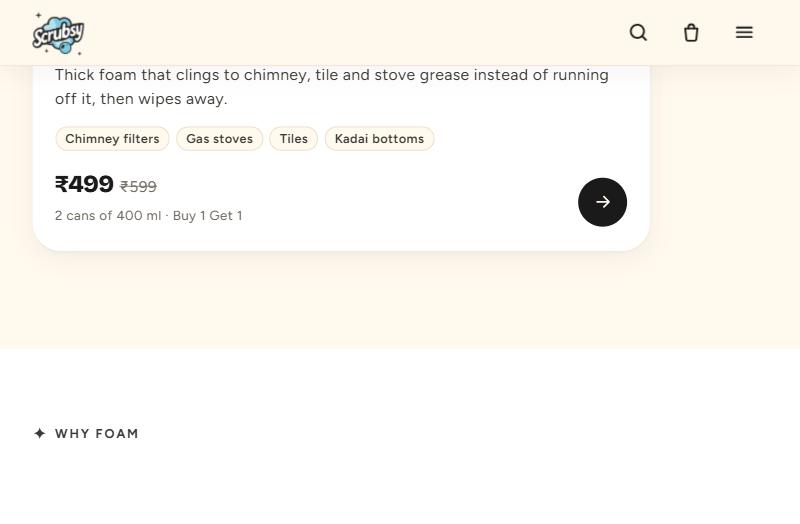 Scrubsy
Thick foam that clings to chimney, tile and stove grease instead of running
off it, then wipes away.
Chimney filters
Gas stoves
Tiles
Kadai bottoms
₹499 ₹599
2 cans of 400 ml · Buy 1 Get 1
WHY FOAM